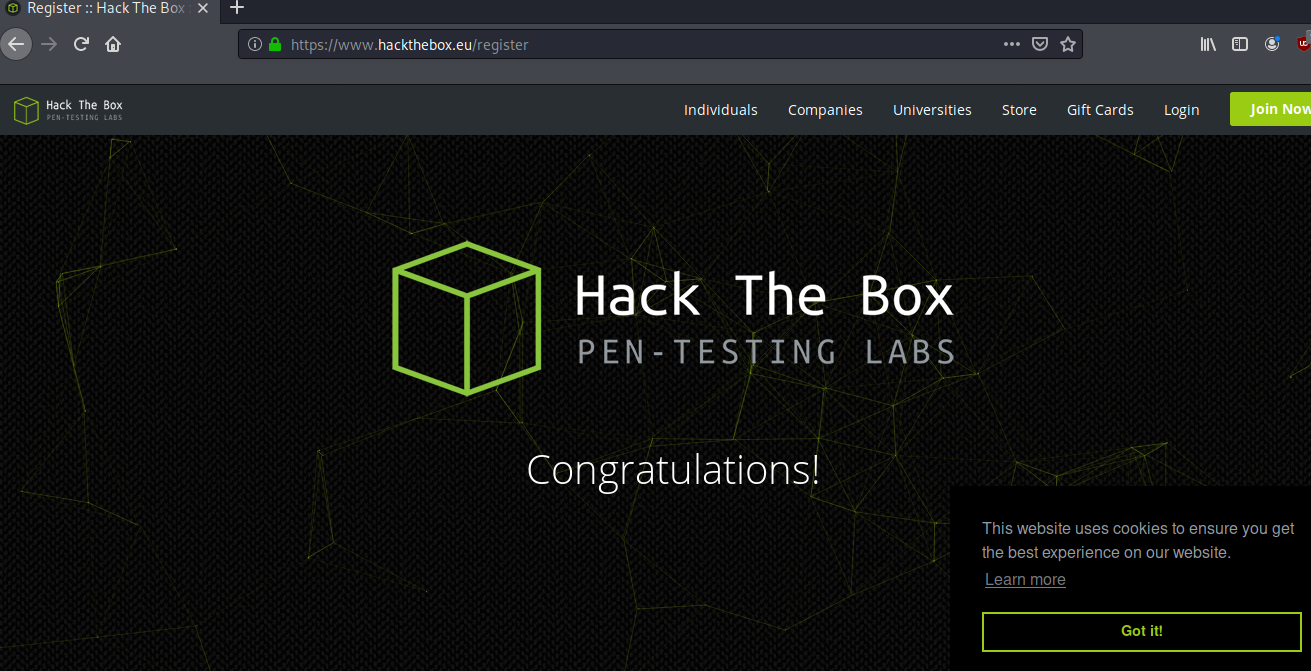 Register :: Hack The Box :
https://www.hackthebox.eu/register
Hack The Box
PEN-TESTING LABS
Individuals Companies Universities Store Gift Cards Login Join Now
Hack The Box
PEN-TESTING LABS
Congratulations!
This website uses cookies to ensure you get
the best experience on our website.
Learn more
Got it!